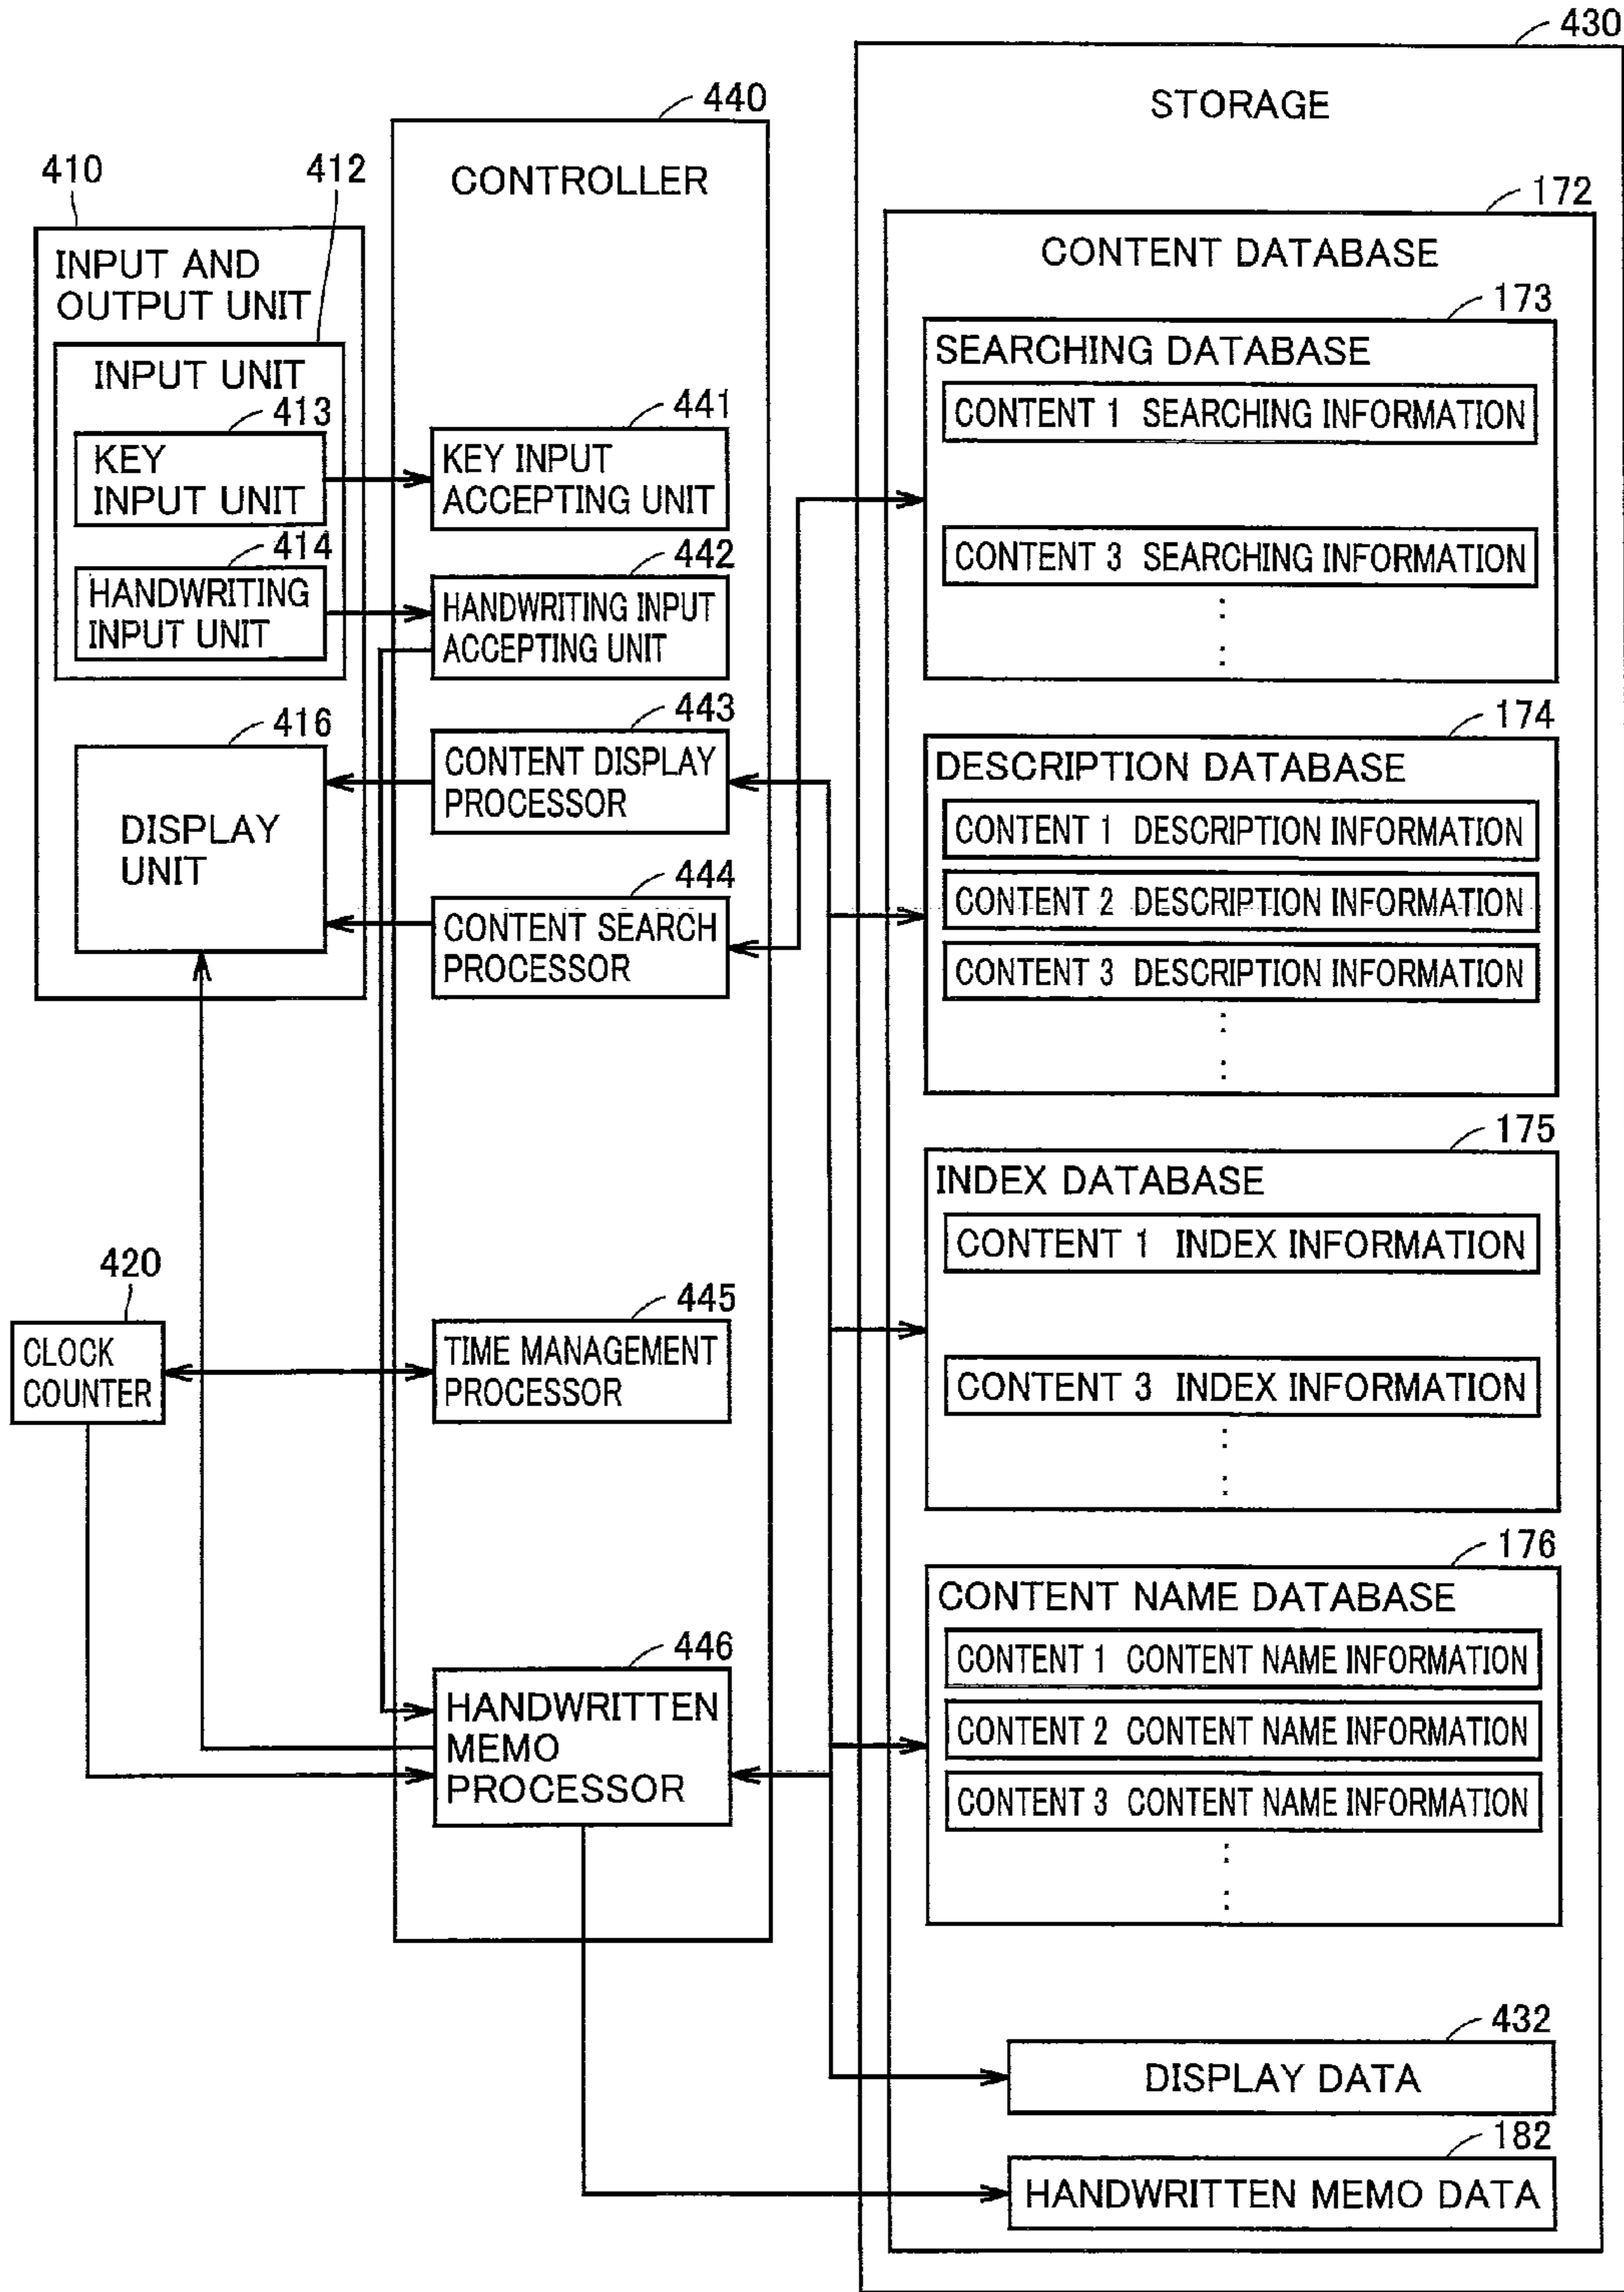 430
STORAGE
440
CONTROLLER
410
412
INPUT AND
OUTPUT UNIT
INPUT UNIT
413
KEY
INPUT UNIT
414
HANDWRITING
INPUT UNIT
416
DISPLAY
UNIT
441
KEY INPUT
ACCEPTING UNIT
442
HANDWRITING INPUT
ACCEPTING UNIT
443
CONTENT DISPLAY
PROCESSOR
444
CONTENT SEARCH
PROCESSOR
420
CLOCK
COUNTER
445
TIME MANAGEMENT
PROCESSOR
446
HANDWRITTEN
MEMO
PROCESSOR
172
CONTENT DATABASE
173
SEARCHING DATABASE
CONTENT 1 SEARCHING INFORMATION
CONTENT 3 SEARCHING INFORMATION
174
DESCRIPTION DATABASE
CONTENT 1 DESCRIPTION INFORMATION
CONTENT 2 DESCRIPTION INFORMATION
CONTENT 3 DESCRIPTION INFORMATION
175
INDEX DATABASE
CONTENT 1 INDEX INFORMATION
CONTENT 3 INDEX INFORMATION
176
CONTENT NAME DATABASE
CONTENT 1 CONTENT NAME INFORMATION
CONTENT 2 CONTENT NAME INFORMATION
CONTENT 3 CONTENT NAME INFORMATION
432
DISPLAY DATA
182
HANDWRITTEN MEMO DATA